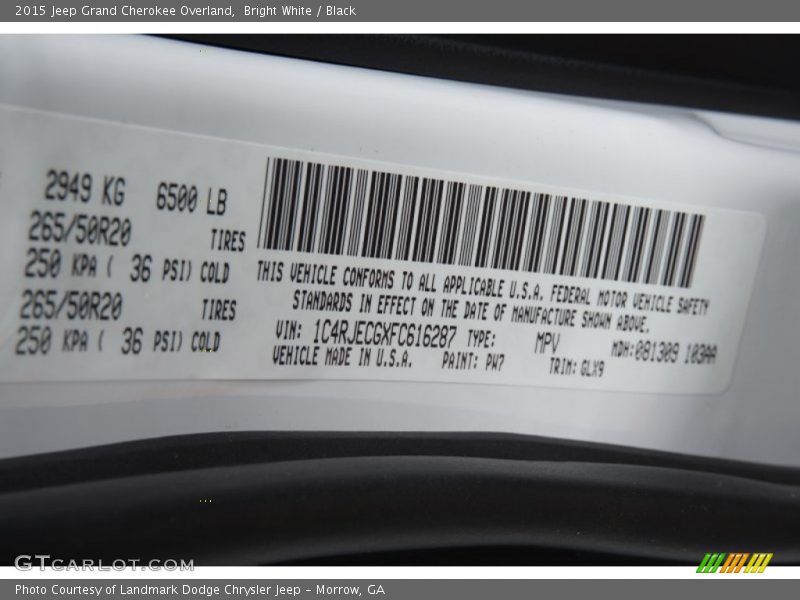 2015 Jeep Grand Cherokee Overland, Bright White / Black
2949 KG 6500 LB
265/50R20 TIRES
250 KPA ( 36 PSI) COLD
265/50R20 TIRES
250 KPA ( 36 PSI) COLD
THIS VEHICLE CONFORMS TO ALL APPLICABLE U.S.A. FEDERAL MOTOR VEHICLE SAFETY
STANDARDS IN EFFECT ON THE DATE OF MANUFACTURE SHOWN ABOVE.
VIN: 1C4RJECGXFC616287 TYPE: MPV MDH:081309 103AA
VEHICLE MADE IN U.S.A. PAINT: PW7 TRIM: GLX9
GTcarlot.com
Photo Courtesy of Landmark Dodge Chrysler Jeep – Morrow, GA